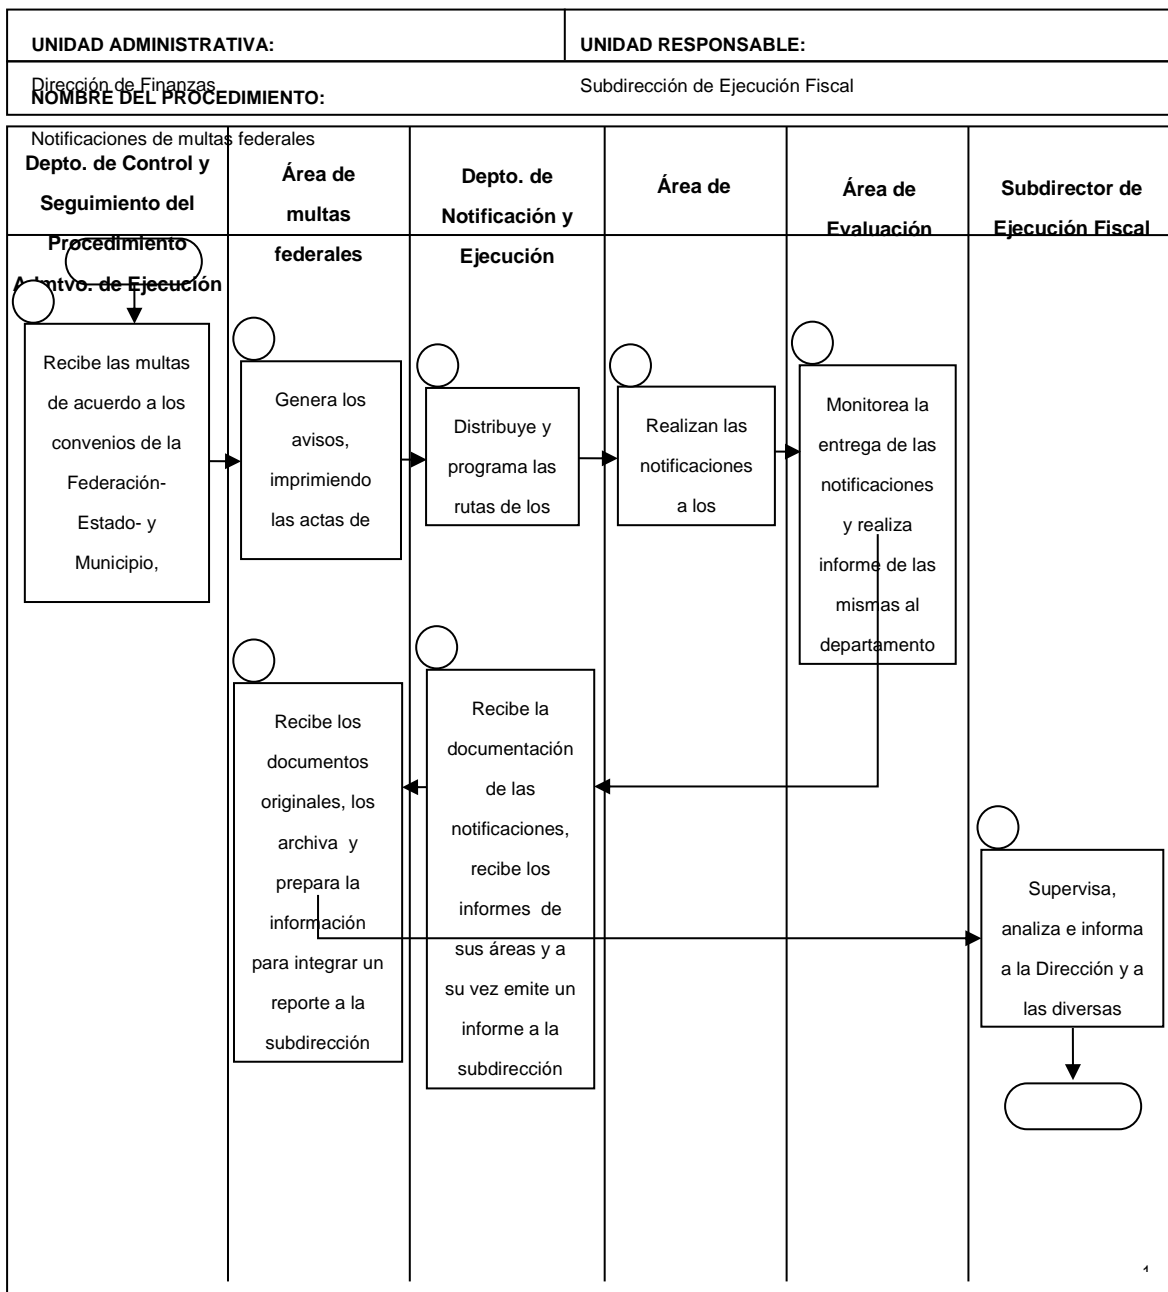 UNIDAD ADMINISTRATIVA:
UNIDAD RESPONSABLE:
Dirección de Finanzas
Subdirección de Ejecución Fiscal
NOMBRE DEL PROCEDIMIENTO:
Notificaciones de multas federales
Depto. de Control y
Seguimiento del
Procedimiento
Admtvo. de Ejecución
Área de
multas
federales
Depto. de
Notificación y
Ejecución
Área de
Área de
Evaluación
Subdirector de
Ejecución Fiscal
Recibe las multas
de acuerdo a los
convenios de la
Federación-
Estado- y
Municipio,
Genera los
avisos,
imprimiendo
las actas de
Distribuye y
programa las
rutas de los
Realizan las
notificaciones
a los
Monitorea la
entrega de las
notificaciones
y realiza
informe de las
mismas al
departamento
Recibe los
documentos
originales, los
archiva y
prepara la
información
para integrar un
reporte a la
subdirección
Recibe la
documentación
de las
notificaciones,
recibe los
informes de
sus áreas y a
su vez emite un
informe a la
subdirección
Supervisa,
analiza e informa
a la Dirección y a
las diversas